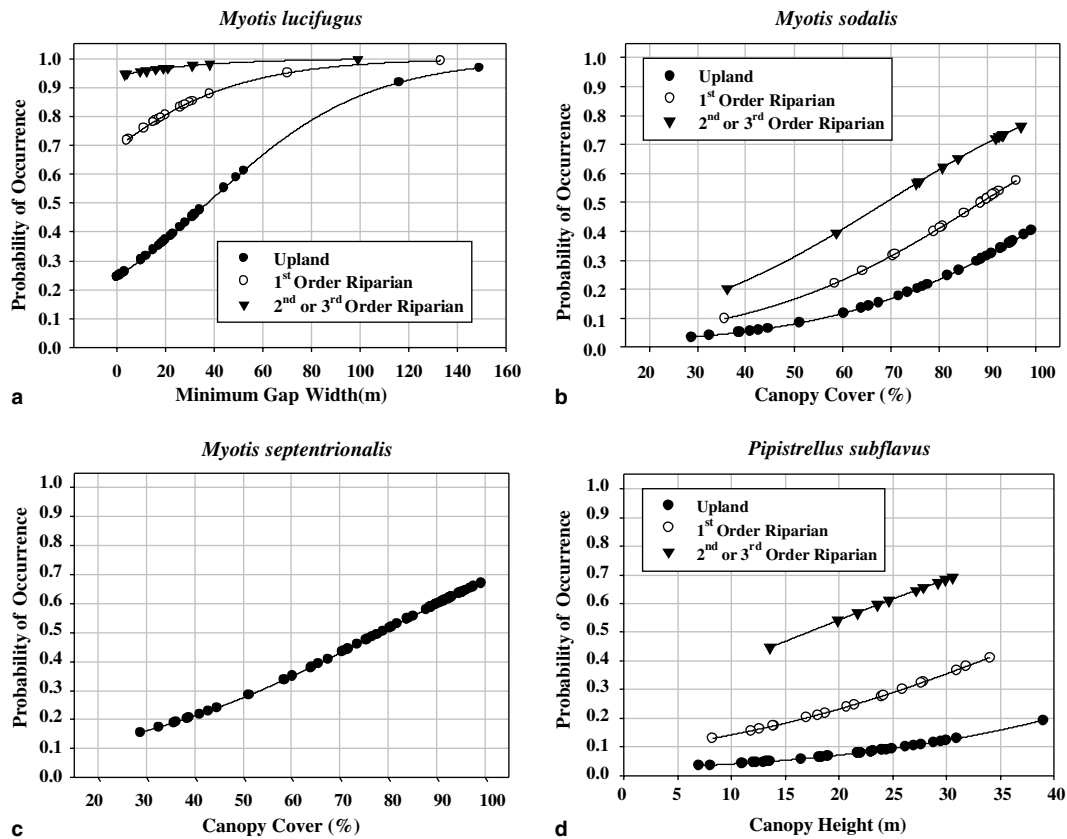 Myotis lucifugus
Probability of Occurrence
1.0
0.9
0.8
0.7
0.6
0.5
0.4
0.3
0.2
0.1
0.0
Upland
1st Order Riparian
2nd or 3rd Order Riparian
0 20 40 60 80 100 120 140 160
Minimum Gap Width(m)
a
Myotis sodalis
Probability of Occurrence
1.0
0.9
0.8
0.7
0.6
0.5
0.4
0.3
0.2
0.1
0.0
Upland
1st Order Riparian
2nd or 3rd Order Riparian
20 30 40 50 60 70 80 90 100
Canopy Cover (%)
b
Myotis septentrionalis
Probability of Occurrence
1.0
0.9
0.8
0.7
0.6
0.5
0.4
0.3
0.2
0.1
0.0
20 30 40 50 60 70 80 90 100
Canopy Cover (%)
c
Pipistrellus subflavus
Probability of Occurrence
1.0
0.9
0.8
0.7
0.6
0.5
0.4
0.3
0.2
0.1
0.0
Upland
1st Order Riparian
2nd or 3rd Order Riparian
0 5 10 15 20 25 30 35 40
Canopy Height (m)
d